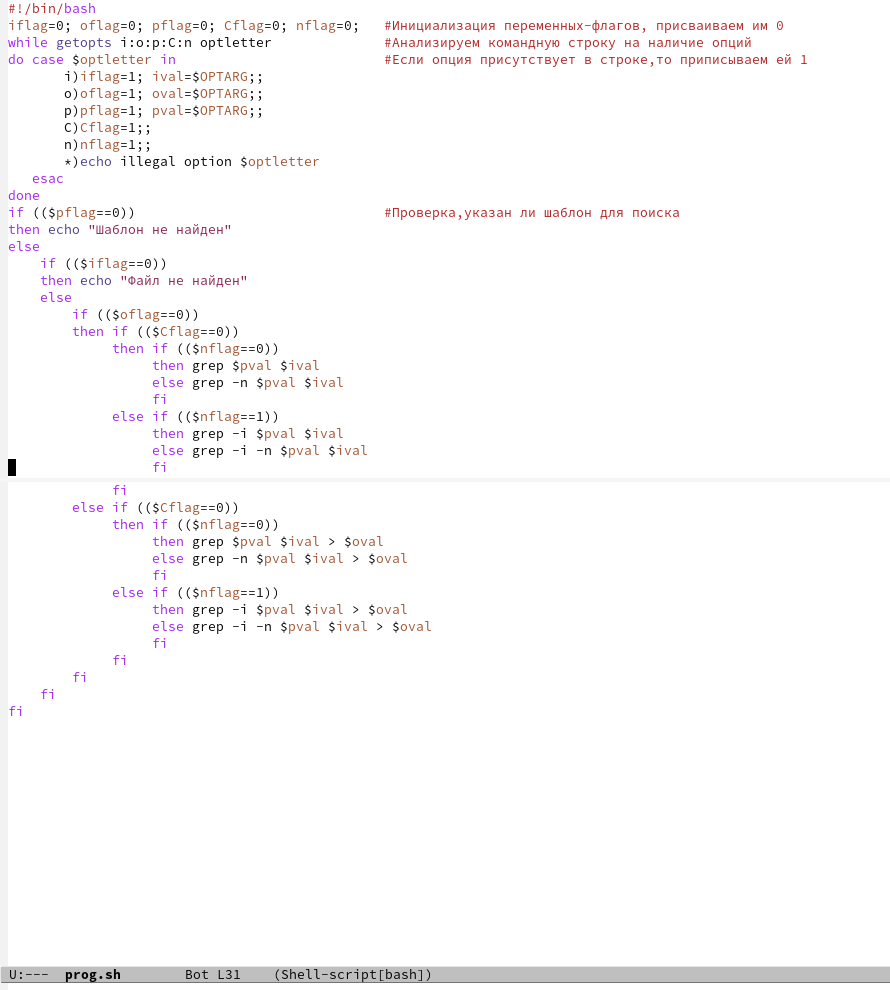 #!/bin/bash
iflag=0; oflag=0; pflag=0; Cflag=0; nflag=0;   #Инициализация переменных-флагов, присваиваем им 0
while getopts i:o:p:C:n optletter              #Анализируем командную строку на наличие опций
do case $optletter in                          #Если опция присутствует в строке,то приписываем ей 1
       i)iflag=1; ival=$OPTARG;;
       o)oflag=1; oval=$OPTARG;;
       p)pflag=1; pval=$OPTARG;;
       C)Cflag=1;;
       n)nflag=1;;
       *)echo illegal option $optletter
   esac
done
if (($pflag==0))                               #Проверка,указан ли шаблон для поиска
then echo "Шаблон не найден"
else
    if (($iflag==0))
    then echo "Файл не найден"
    else
        if (($oflag==0))
        then if (($Cflag==0))
             then if (($nflag==0))
                  then grep $pval $ival
                  else grep -n $pval $ival
                  fi
             else if (($nflag==1))
                  then grep -i $pval $ival
                  else grep -i -n $pval $ival
                  fi
             fi
        else if (($Cflag==0))
             then if (($nflag==0))
                  then grep $pval $ival > $oval
                  else grep -n $pval $ival > $oval
                  fi
             else if (($nflag==1))
                  then grep -i $pval $ival > $oval
                  else grep -i -n $pval $ival > $oval
                  fi
             fi
        fi
    fi
fi
U:---  prog.sh        Bot L31    (Shell-script[bash])